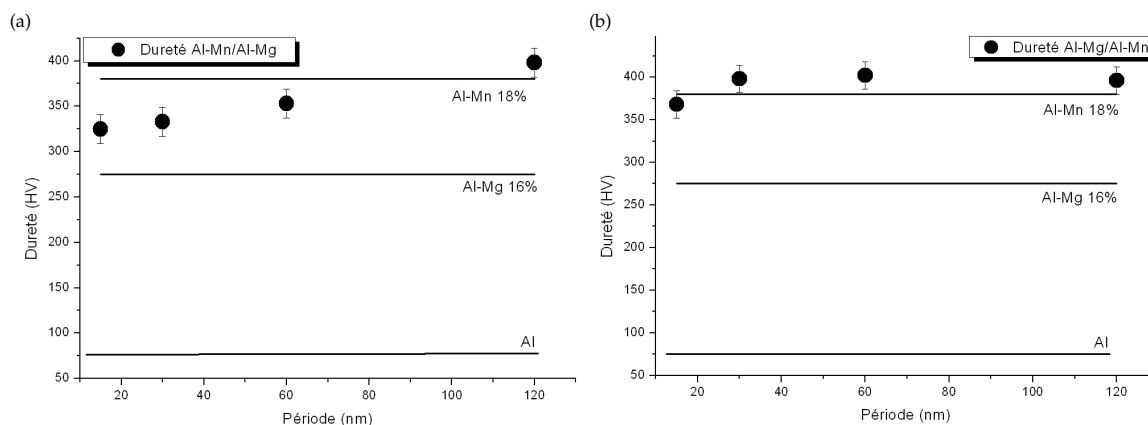 (a)
Dureté Al-Mn/Al-Mg
400
350
300
250
200
150
100
50
Dureté (HV)
Al-Mn 18%
Al-Mg 16%
Al
20
40
60
80
100
120
Période (nm)
(b)
Dureté Al-Mg/Al-Mn
400
350
300
250
200
150
100
50
Dureté (HV)
Al-Mn 18%
Al-Mg 16%
Al
20
40
60
80
100
120
Période (nm)